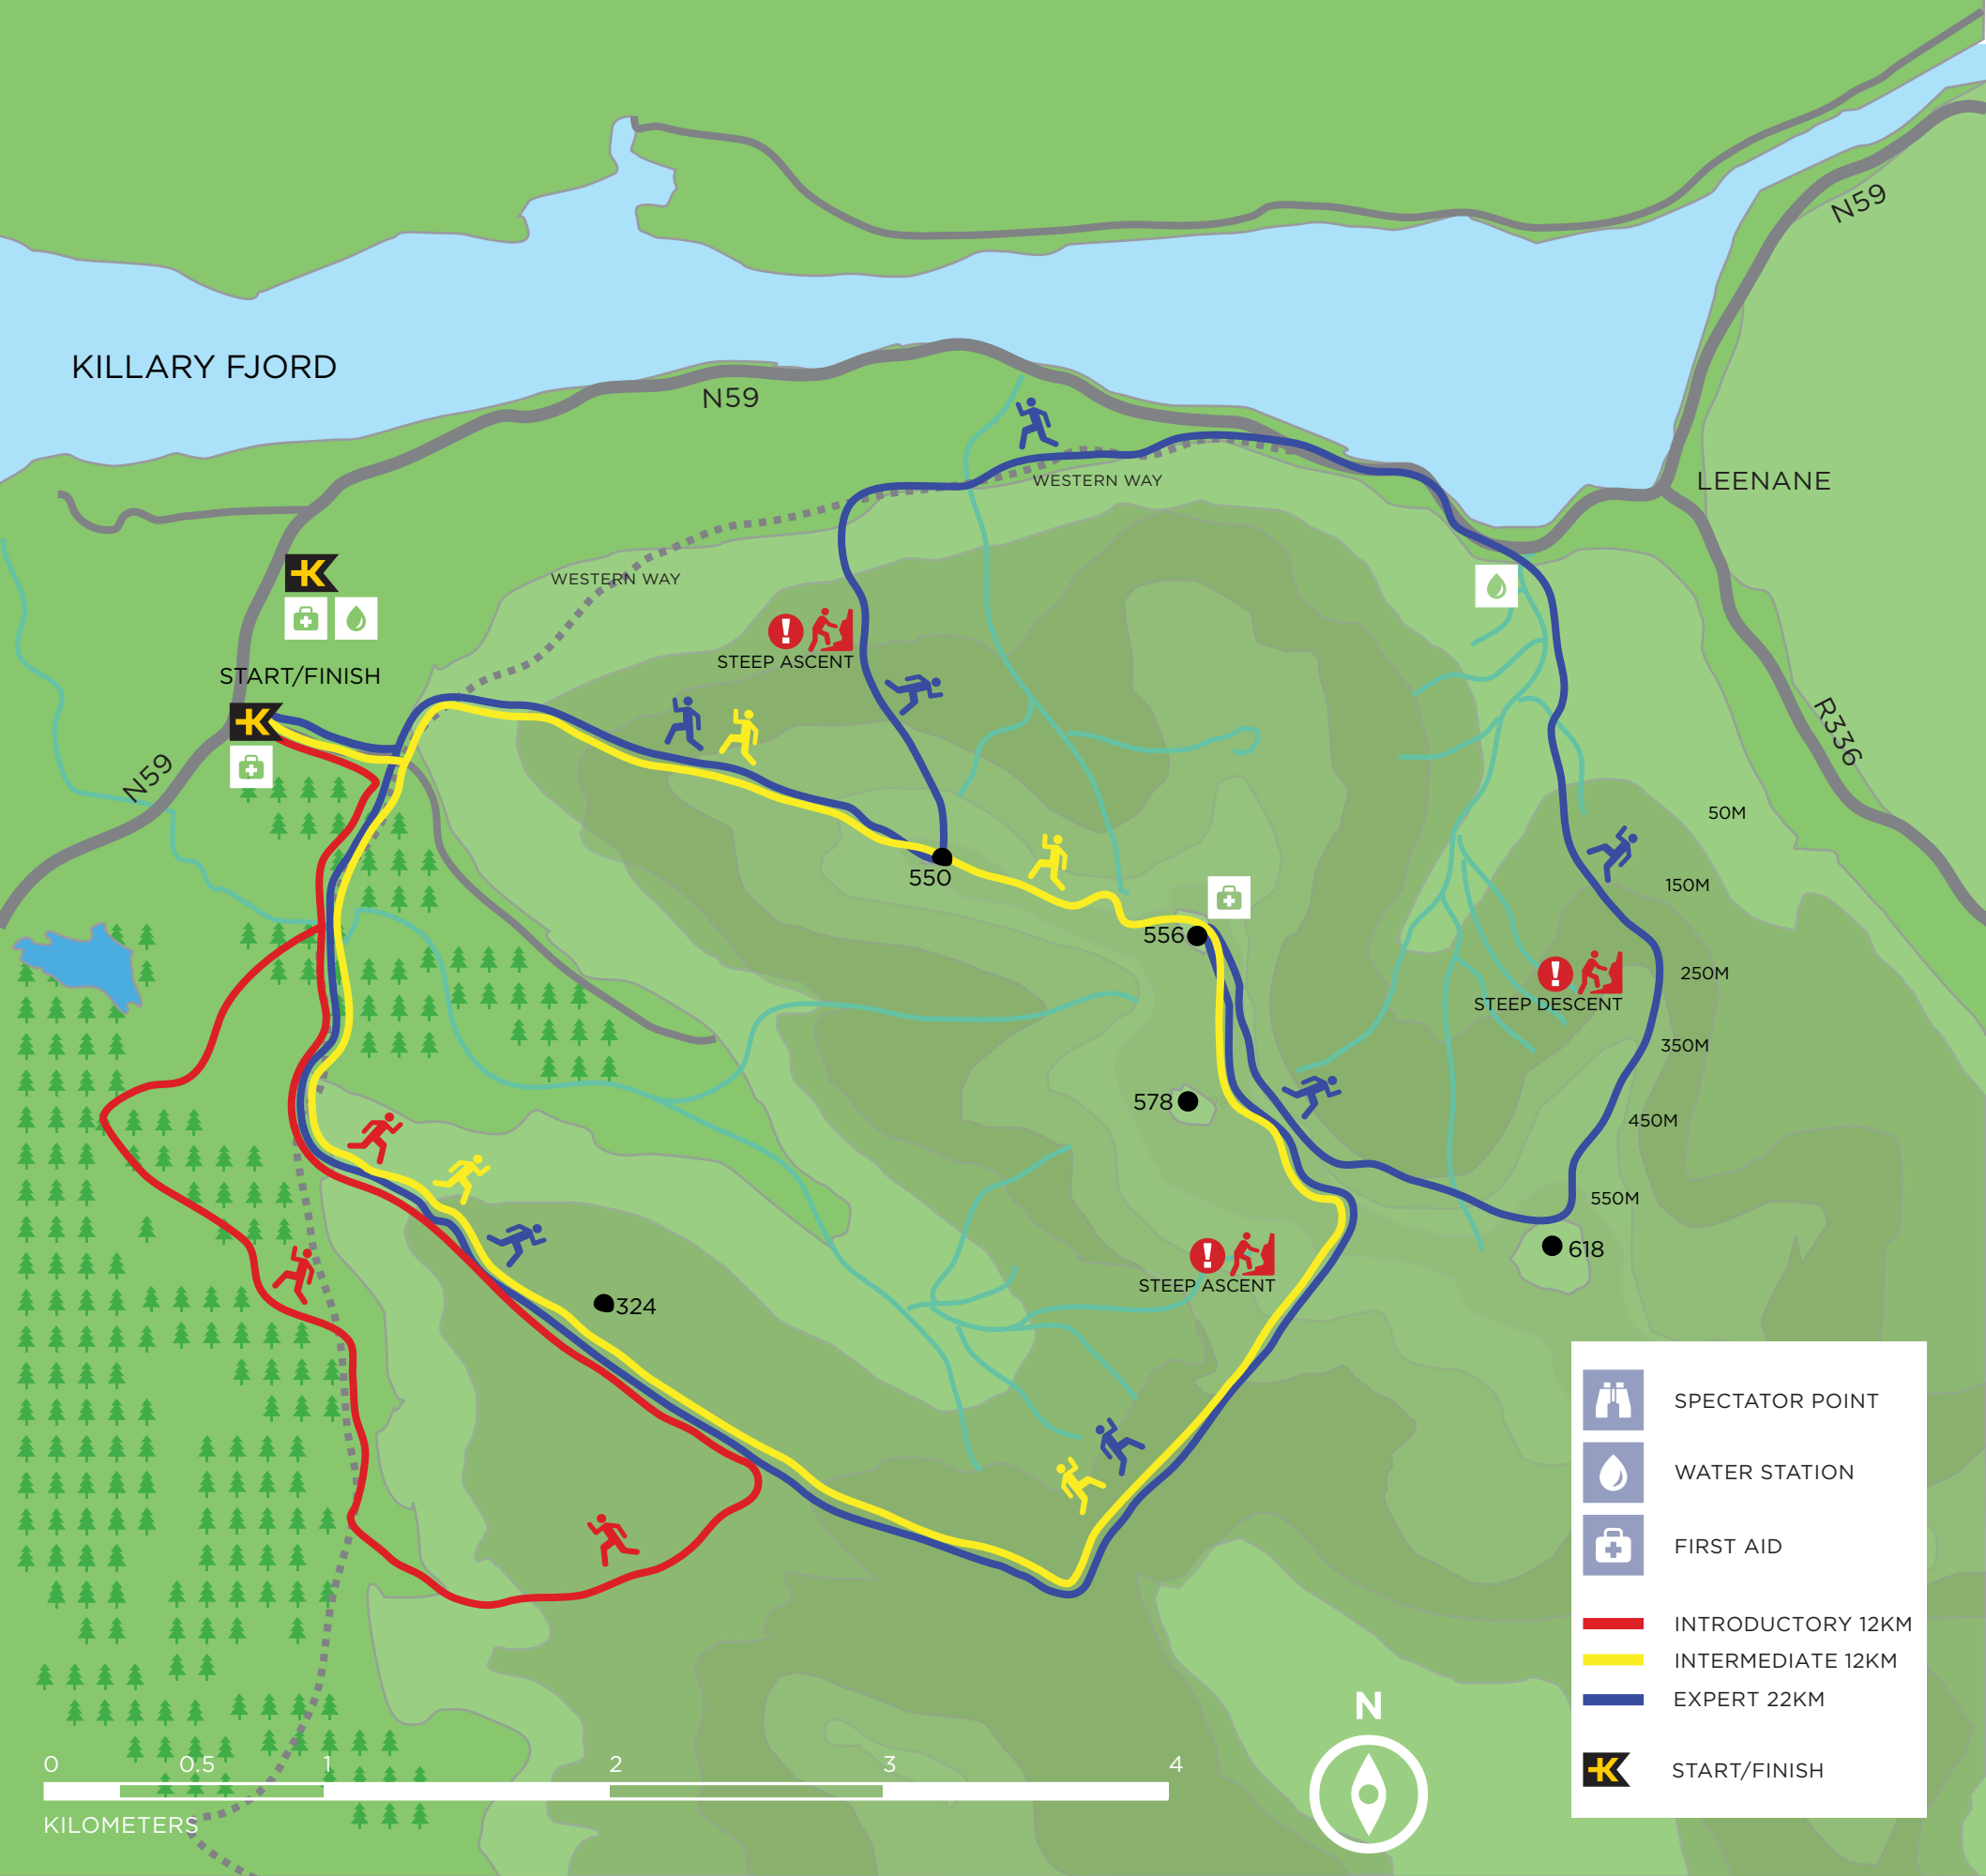 N59
KILLARY FJORD
N59
WESTERN WAY
LEENANE
WESTERN WAY
K
STEEP ASCENT
START/FINISH
K
N59
R336
50M
550
150M
556
250M
STEEP DESCENT
350M
578
450M
550M
618
STEEP ASCENT
324
SPECTATOR POINT
WATER STATION
FIRST AID
INTRODUCTORY 12KM
INTERMEDIATE 12KM
EXPERT 22KM
K START/FINISH
N
0 0.5 1 2 3 4
KILOMETERS